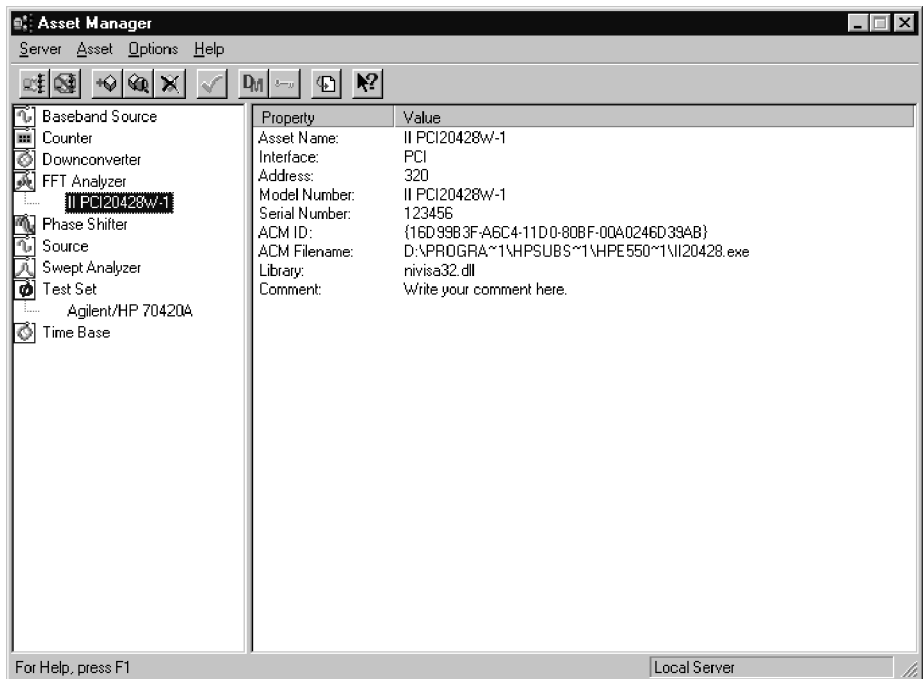 Asset Manager
Server Asset Options Help
Baseband Source
Counter
Downconverter
FFT Analyzer
II PCI20428W-1
Phase Shifter
Source
Swept Analyzer
Test Set
Agilent/HP 70420A
Time Base
Property Value
Asset Name: II PCI20428W-1
Interface: PCI
Address: 320
Model Number: II PCI20428W-1
Serial Number: 123456
ACM ID: {16D99B3F-A6C4-11D0-80BF-00A0246D39AB}
ACM Filename: D:\PROGRA~1\HPSUBS~1\HPE550~1\II20428.exe
Library: nivisa32.dll
Comment: Write your comment here.
For Help, press F1
Local Server